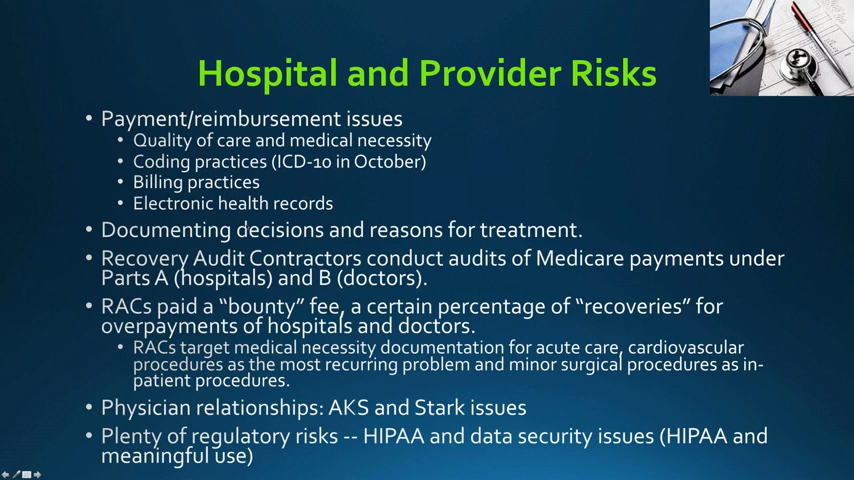 Hospital and Provider Risks
• Payment/reimbursement issues
• Quality of care and medical necessity
• Coding practices (ICD-10 in October)
• Billing practices
• Electronic health records
• Documenting decisions and reasons for treatment.
• Recovery Audit Contractors conduct audits of Medicare payments under
Parts A (hospitals) and B (doctors).
• RACs paid a “bounty” fee, a certain percentage of “recoveries” for
overpayments of hospitals and doctors.
• RACs target medical necessity documentation for acute care, cardiovascular
procedures as the most recurring problem and minor surgical procedures as in-
patient procedures.
• Physician relationships: AKS and Stark issues
• Plenty of regulatory risks -- HIPAA and data security issues (HIPAA and
meaningful use)